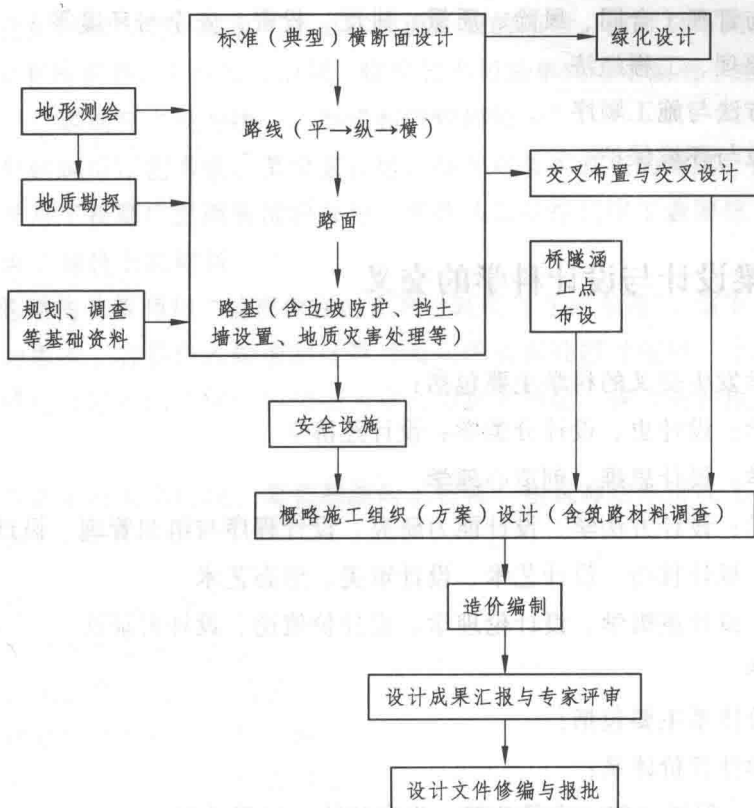 标准（典型）横断面设计
绿化设计
地形测绘
路线（平→纵→横）
地质勘探
交叉布置与交叉设计
路面
桥隧涵
工点
布设
规划、调查
等基础资料
路基（含边坡防护、挡土
墙设置、地质灾害处理等）
安全设施
概略施工组织（方案）设计（含筑路材料调查）
造价编制
设计成果汇报与专家评审
设计文件修编与报批